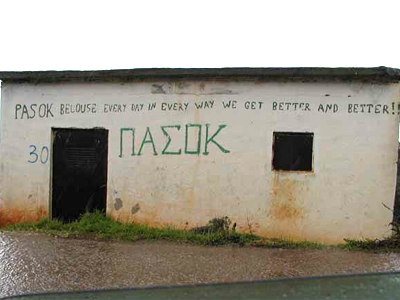 PASOK BECOUSE EVERY DAY IN EVERY WAY WE GET BETTER AND BETTER!!
ΠΑΣΟΚ
30